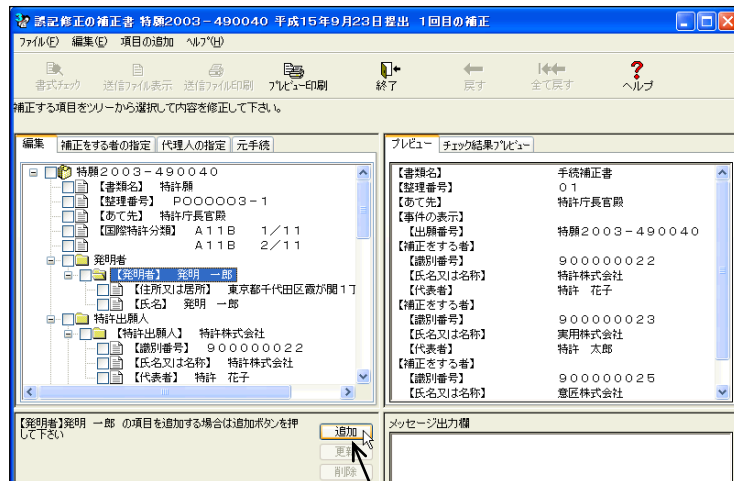 誤記修正の補正書 特願2003-490040 平成15年9月23日提出 1回目の補正
ファイル(F) 編集(E) 項目の追加 ヘルプ(H)
書式チェック 送信ファイル表示 送信ファイル印刷 プレビュー印刷 終了 戻す 全て戻す ヘルプ
補正する項目をツリーから選択して内容を修正して下さい。
編集 補正をする者の指定 代理人の指定 元手続
特願2003-490040
【書類名】 特許願
【整理番号】 P000003-1
【あて先】 特許庁長官殿
【国際特許分類】 A11B 1/11
A11B 2/11
発明者
【発明者】 発明 一郎
【住所又は居所】 東京都千代田区霞が関1丁
【氏名】 発明 一郎
特許出願人
【特許出願人】 特許株式会社
【識別番号】 900000022
【氏名又は名称】 特許株式会社
【代表者】 特許 花子
プレビュー チェック結果プレビュー
【書類名】 手続補正書
【整理番号】 01
【あて先】 特許庁長官殿
【事件の表示】
【出願番号】 特願2003-490040
【補正をする者】
【識別番号】 900000022
【氏名又は名称】 特許株式会社
【代表者】 特許 花子
【補正をする者】
【識別番号】 900000023
【氏名又は名称】 実用株式会社
【代表者】 特許 太郎
【補正をする者】
【識別番号】 900000025
【氏名又は名称】 意匠株式会社
【発明者】発明 一郎 の項目を追加する場合は追加ボタンを押
して下さい
追加
更新
削除
メッセージ出力欄